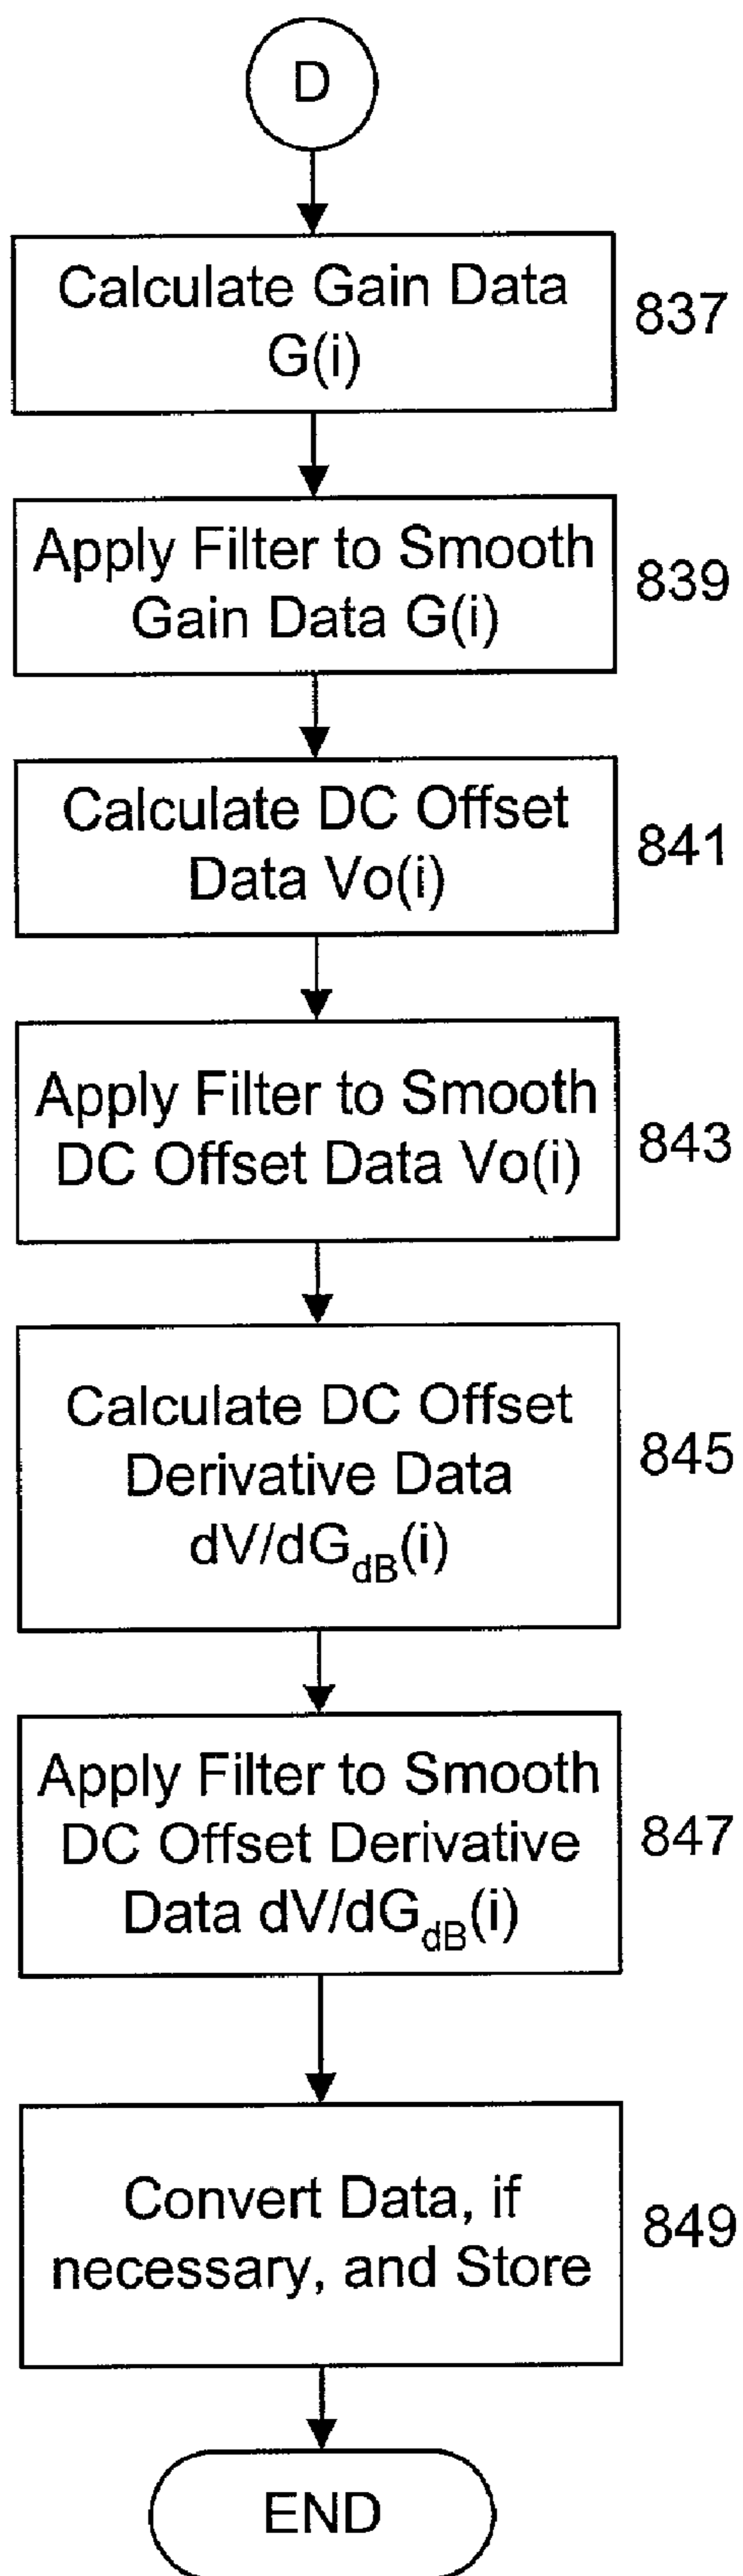 D
Calculate Gain Data
G(i)
837
Apply Filter to Smooth
Gain Data G(i)
839
Calculate DC Offset
Data Vo(i)
841
Apply Filter to Smooth
DC Offset Data Vo(i)
843
Calculate DC Offset
Derivative Data
dV/dG_dB(i)
845
Apply Filter to Smooth
DC Offset Derivative
Data dV/dG_dB(i)
847
Convert Data, if
necessary, and Store
849
END